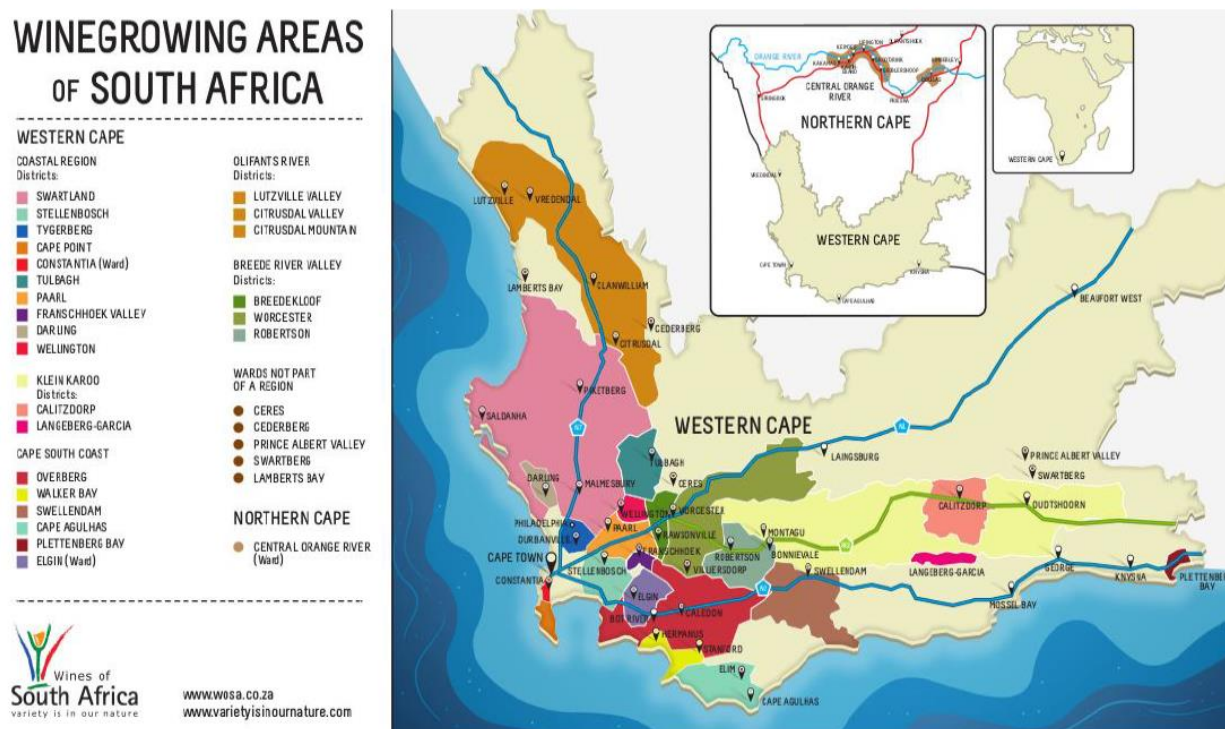 WINEGROWING AREAS
OF SOUTH AFRICA
WESTERN CAPE
COASTAL REGION
Districts:
SWARTLAND
STELLENBOSCH
TYGERBERG
CAPE POINT
CONSTANTIA (Ward)
TULBAGH
PAARL
FRANSCHHOEK VALLEY
DARLING
WELLINGTON
KLEIN KAROO
Districts:
CALITZDORP
LANGEBERG-GARCIA
CAPE SOUTH COAST
OVERBERG
WALKER BAY
SWELLENDAM
CAPE AGULHAS
PLETTENBERG BAY
ELGIN (Ward)
OLIFANTS RIVER
Districts:
LUTZVILLE VALLEY
CITRUSDAL VALLEY
CITRUSDAL MOUNTAIN
BREEDE RIVER VALLEY
Districts:
BREEDEKLOOF
WORCESTER
ROBERTSON
WARDS NOT PART
OF A REGION
CERES
CEDERBERG
PRINCE ALBERT VALLEY
SWARTBERG
LAMBERTS BAY
NORTHERN CAPE
CENTRAL ORANGE RIVER
(Ward)
Wines of
South Africa
variety is in our nature
www.wosa.co.za
www.varietyisinournature.com
ORANGE RIVER
CENTRAL ORANGE
RIVER
NORTHERN CAPE
VREDENDAL
WESTERN CAPE
CAPE TOWN
KNYSNA
CAPE AGULHAS
WESTERN CAPE
LUTZVILLE
VREDENDAL
LAMBERTS BAY
CLANWILLIAM
CEDERBERG
CITRUSDAL
BEAUFORT WEST
PIKETBERG
SALDANHA
N7
WESTERN CAPE
N1
LAINGSBURG
TULBAGH
CERES
PRINCE ALBERT VALLEY
SWARTBERG
DARLING
MALMESBURY
CALITZDORP
OUDTSHOORN
WELLINGTON
WORCESTER
PHILADELPHIA
PAARL
DURBANVILLE
RAWSONVILLE
MONTAGU
CAPE TOWN
FRANSCHHOEK
ROBERTSON
BONNIEVALE
STELLENBOSCH
VILLIERSDORP
SWELLENDAM
LANGEBERG-GARCIA
GEORGE
KNYSNA
PLETTENBERG
BAY
CONSTANTIA
ELGIN
MOSSEL BAY
BOT RIVER
CALEDON
HERMANUS
STANFORD
ELIM
CAPE AGULHAS